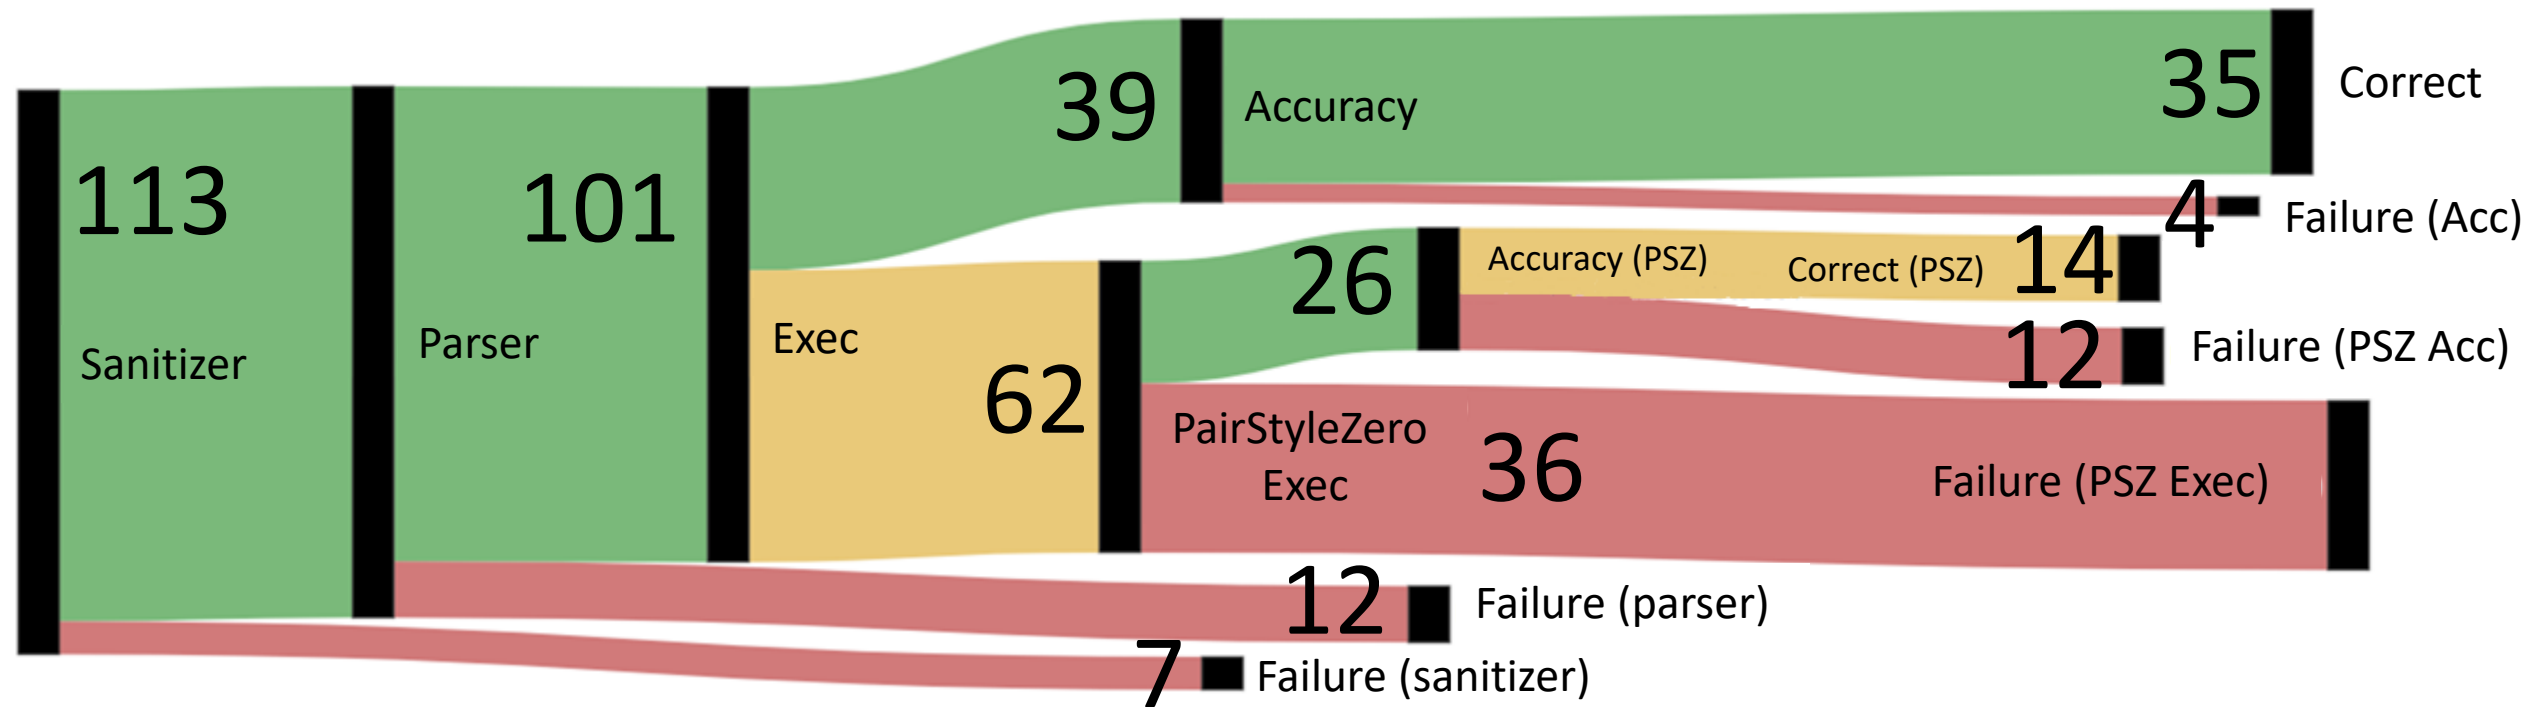 113
Sanitizer
Parser
101
Exec
39
Accuracy
35
Correct
4
Failure (Acc)
62
26
Accuracy (PSZ)
Correct (PSZ)
14
12
Failure (PSZ Acc)
PairStyleZero
Exec
36
Failure (PSZ Exec)
12
Failure (parser)
7
Failure (sanitizer)